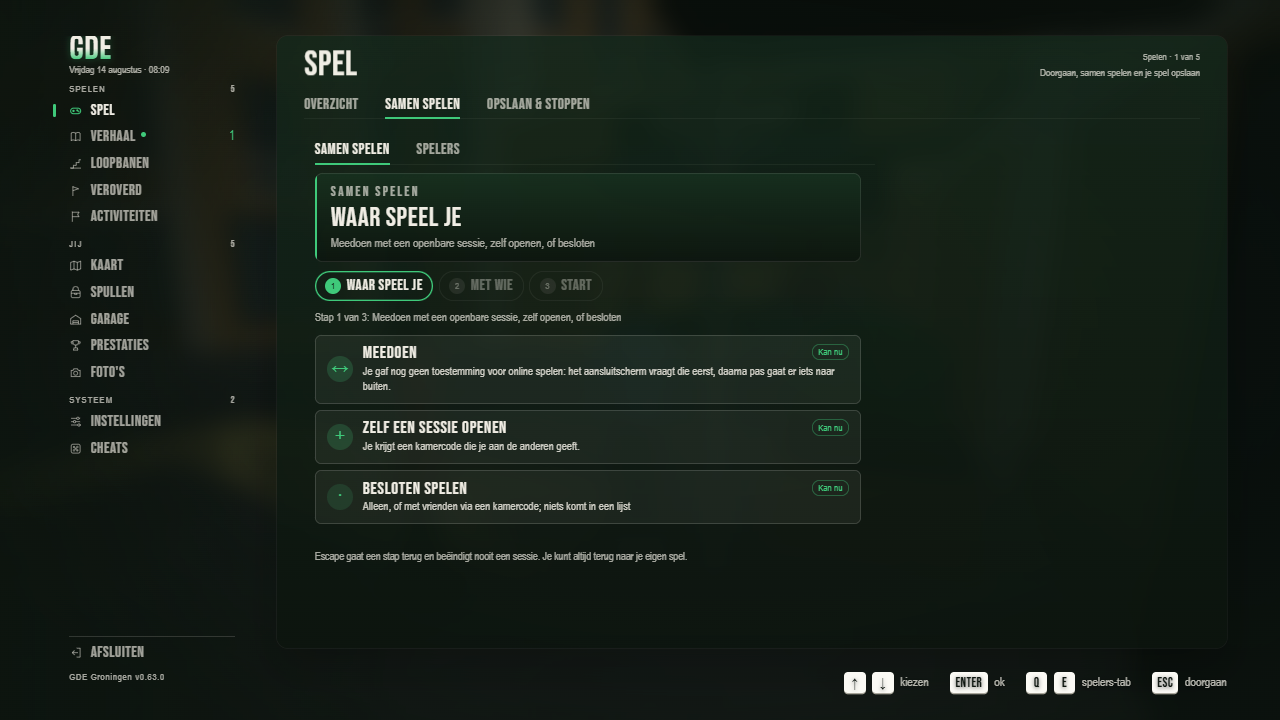 GDE
Vrijdag 14 augustus · 08:09
SPELEN 5
SPEL
VERHAAL 1
LOOPBANEN
VEROVERD
ACTIVITEITEN
JIJ 5
KAART
SPULLEN
GARAGE
PRESTATIES
FOTO'S
SYSTEEM 2
INSTELLINGEN
CHEATS
AFSLUITEN
GDE Groningen v0.63.0
SPEL
Spelen · 1 van 5
Doorgaan, samen spelen en je spel opslaan
OVERZICHT SAMEN SPELEN OPSLAAN & STOPPEN
SAMEN SPELEN SPELERS
SAMEN SPELEN
WAAR SPEEL JE
Meedoen met een openbare sessie, zelf openen, of besloten
1 WAAR SPEEL JE 2 MET WIE 3 START
Stap 1 van 3: Meedoen met een openbare sessie, zelf openen, of besloten
MEEDOEN Kan nu
Je gaf nog geen toestemming voor online spelen: het aansluitscherm vraagt die eerst, daarna pas gaat er iets naar
buiten.
ZELF EEN SESSIE OPENEN Kan nu
Je krijgt een kamercode die je aan de anderen geeft.
BESLOTEN SPELEN Kan nu
Alleen, of met vrienden via een kamercode; niets komt in een lijst
Escape gaat een stap terug en beëindigt nooit een sessie. Je kunt altijd terug naar je eigen spel.
↑ ↓ kiezen ENTER ok Q E spelers-tab ESC doorgaan